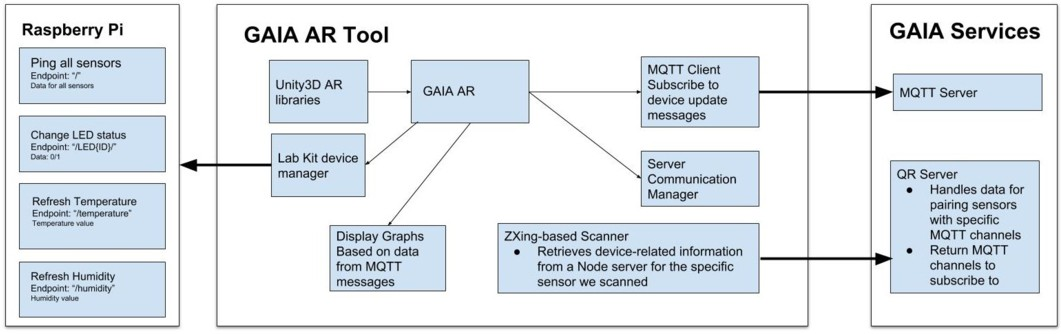 Raspberry Pi
Ping all sensors
Endpoint: “/”
Data for all sensors
Change LED status
Endpoint: “/LED{ID}/”
Data: 0/1
Refresh Temperature
Endpoint: “/temperature”
Temperature value
Refresh Humidity
Endpoint: “/humidity”
Humidity value
GAIA AR Tool
Unity3D AR
libraries
GAIA AR
MQTT Client
Subscribe to
device update
messages
Lab Kit device
manager
Server
Communication
Manager
Display Graphs
Based on data
from MQTT
messages
ZXing-based Scanner
● Retrieves device-related information
from a Node server for the specific
sensor we scanned
GAIA Services
MQTT Server
QR Server
● Handles data for
pairing sensors
with specific
MQTT channels
● Return MQTT
channels to
subscribe to